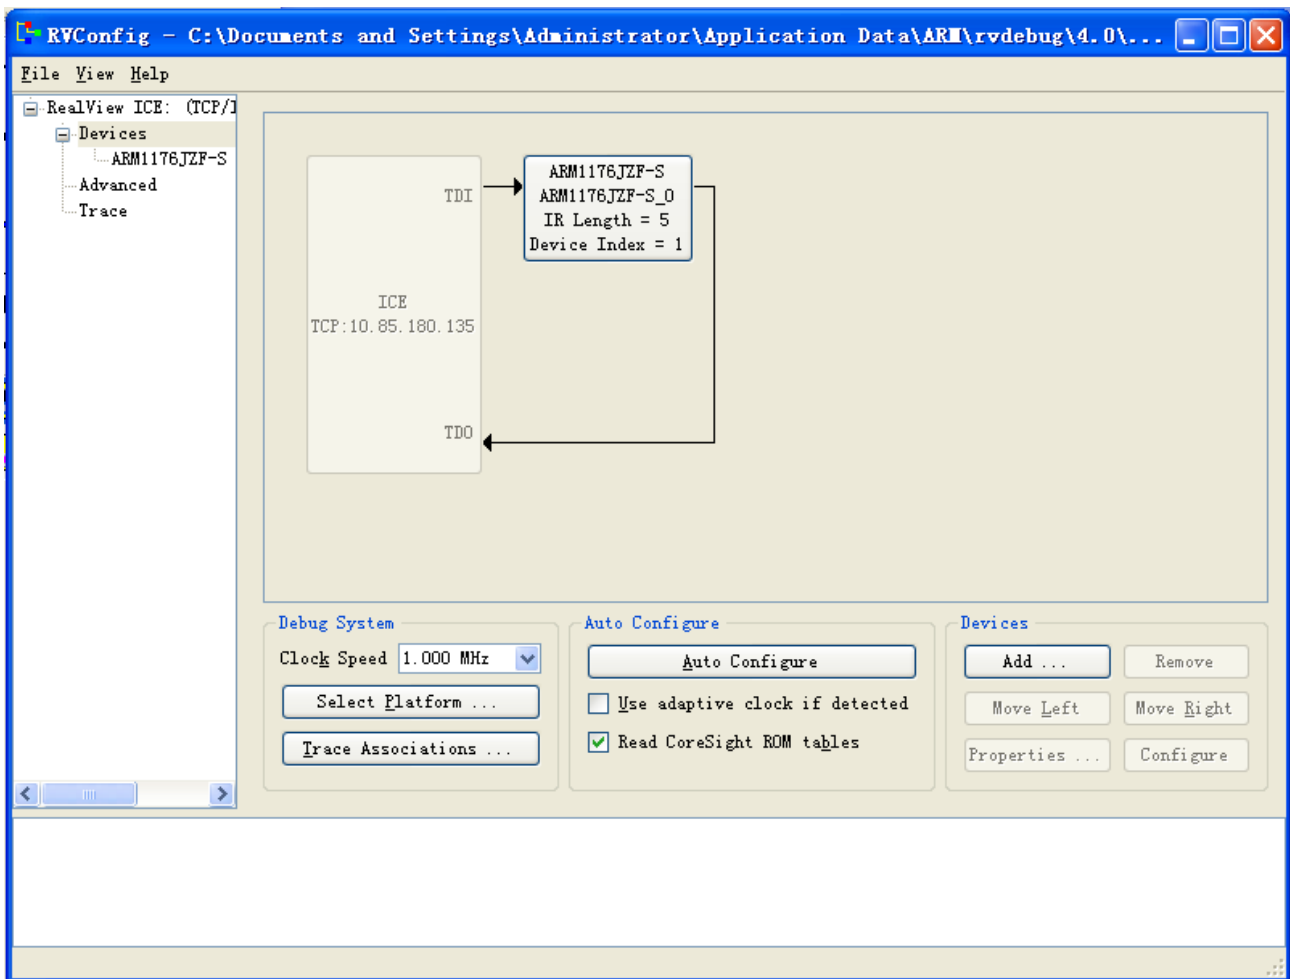 RVConfig - C:\Documents and Settings\Administrator\Application Data\ARM\rvdebug\4.0\...
File View Help
RealView ICE: (TCP/I
Devices
ARM1176JZF-S
Advanced
Trace
TDI
ICE
TCP:10.85.180.135
TDO
ARM1176JZF-S
ARM1176JZF-S_0
IR Length = 5
Device Index = 1
Debug System
Clock Speed 1.000 MHz
Select Platform ...
Trace Associations ...
Auto Configure
Auto Configure
Use adaptive clock if detected
Read CoreSight ROM tables
Devices
Add ... Remove
Move Left Move Right
Properties ... Configure